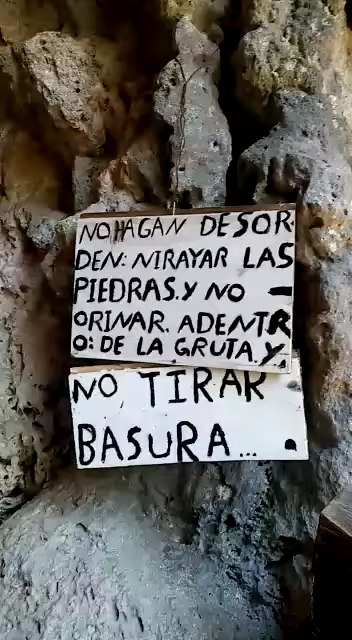 NO HAGAN DESOR-
DEN: NI RAYAR LAS
PIEDRAS. Y NO -
ORINAR. ADENTR
O: DE LA GRUTA. Y.
NO TIRAR
BASURA...